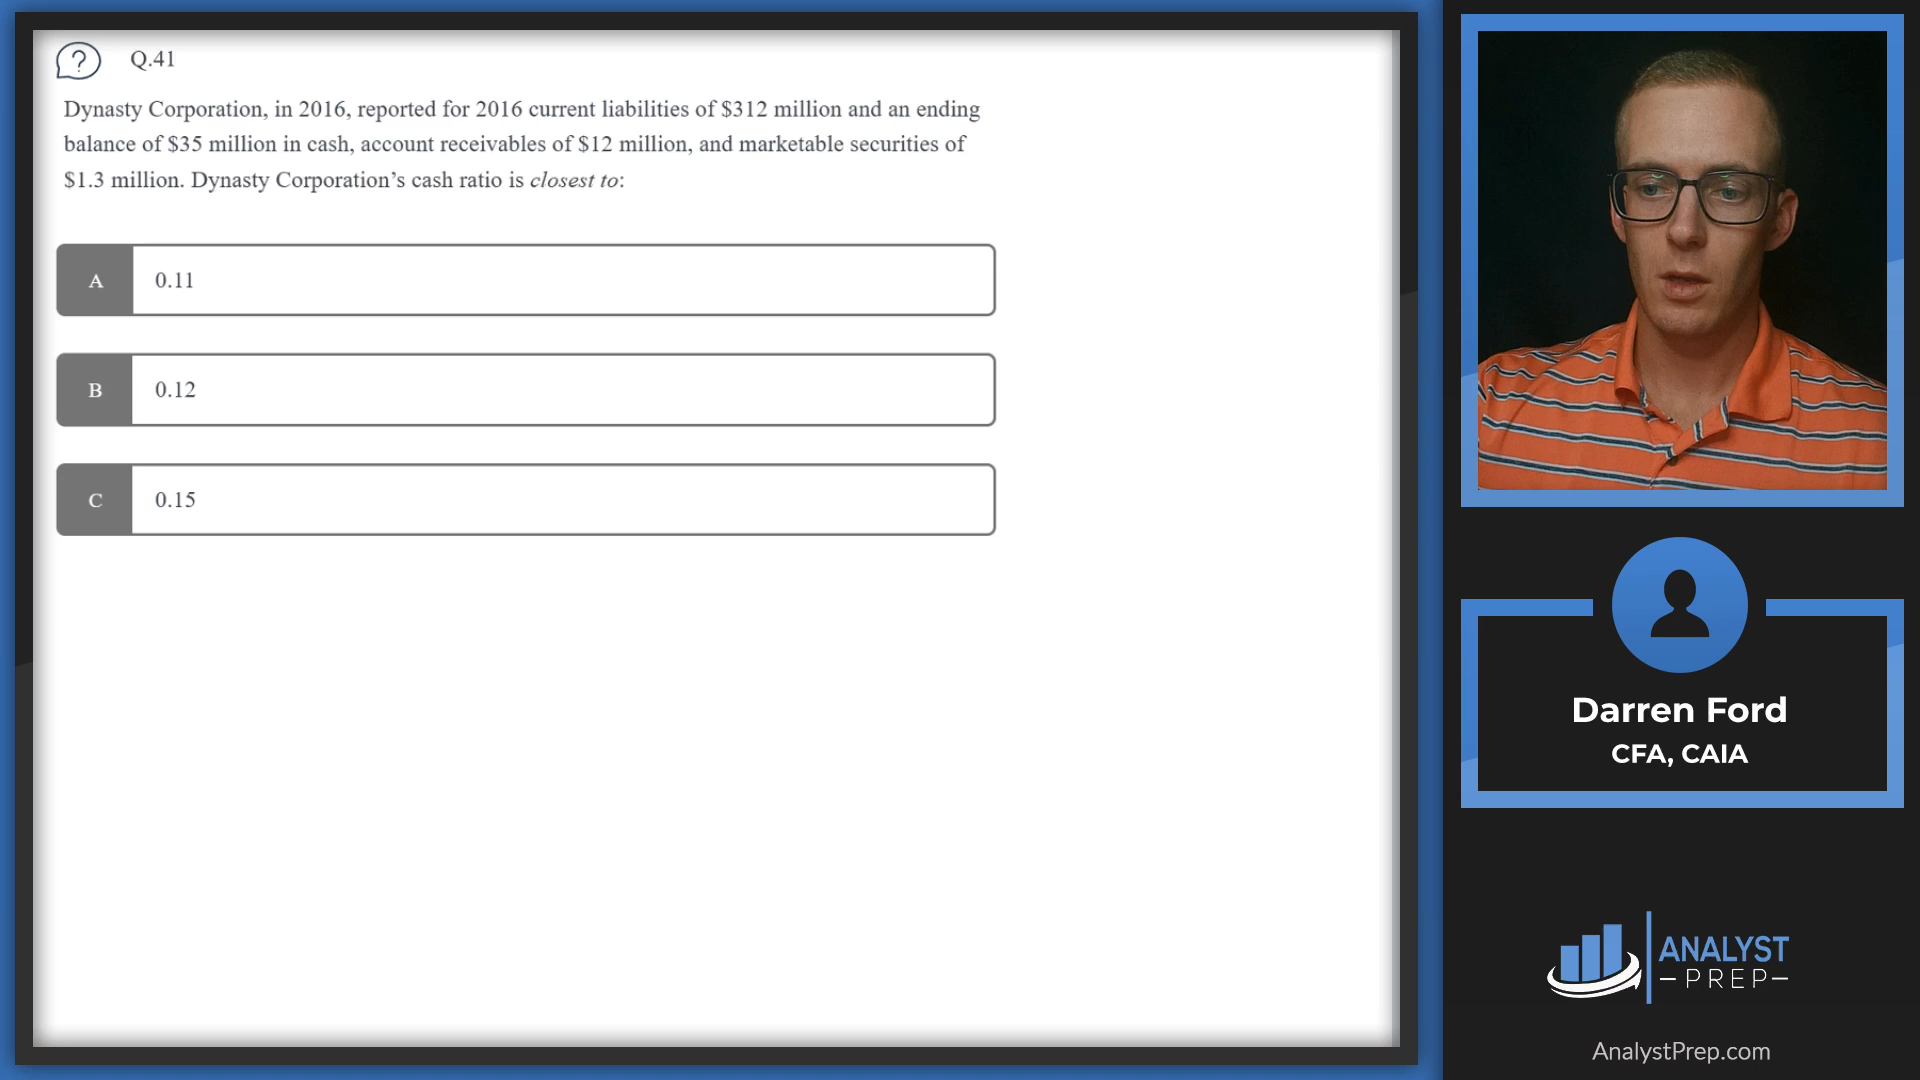 ?
Q.41
Dynasty Corporation, in 2016, reported for 2016 current liabilities of $312 million and an ending
balance of $35 million in cash, account receivables of $12 million, and marketable securities of
$1.3 million. Dynasty Corporation’s cash ratio is closest to:
A 0.11
B 0.12
C 0.15
Darren Ford
CFA, CAIA
ANALYST
–PREP–
AnalystPrep.com